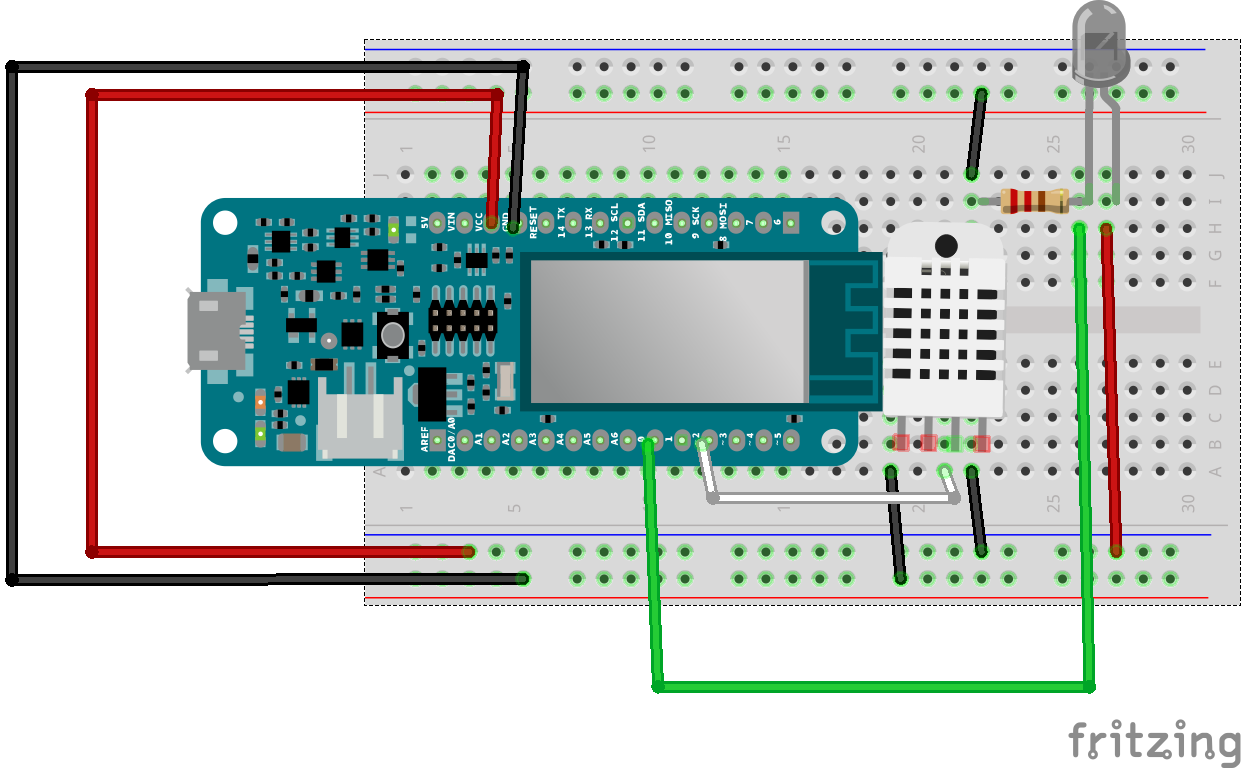 1
5
10
15
20
25
30
J
J
I
I
5V
VIN
VCC
GND
RESET
14 TX
13 RX
12 SCL
11 SDA
10 MISO
9 SCK
8 MOSI
7
6
H
G
F
E
D
C
B
A
A
AREF
DAC0/A0
A1
A2
A3
A4
A5
A6
0
1
~2
~3
~4
~5
1
5
20
25
30
fritzing